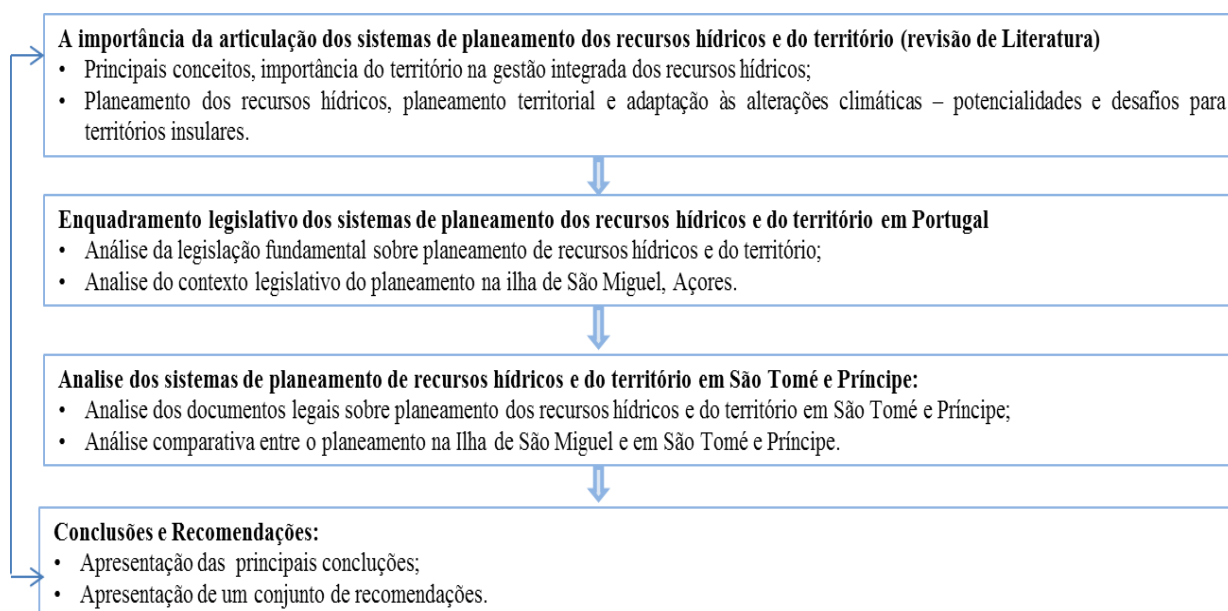 A importância da articulação dos sistemas de planeamento dos recursos hídricos e do território (revisão de Literatura)
• Principais conceitos, importância do território na gestão integrada dos recursos hídricos;
• Planeamento dos recursos hídricos, planeamento territorial e adaptação às alterações climáticas – potencialidades e desafios para
territórios insulares.
Enquadramento legislativo dos sistemas de planeamento dos recursos hídricos e do território em Portugal
• Análise da legislação fundamental sobre planeamento de recursos hídricos e do território;
• Analise do contexto legislativo do planeamento na ilha de São Miguel, Açores.
Analise dos sistemas de planeamento de recursos hídricos e do território em São Tomé e Príncipe:
• Analise dos documentos legais sobre planeamento dos recursos hídricos e do território em São Tomé e Príncipe;
• Análise comparativa entre o planeamento na Ilha de São Miguel e em São Tomé e Príncipe.
Conclusões e Recomendações:
• Apresentação das principais concluções;
• Apresentação de um conjunto de recomendações.